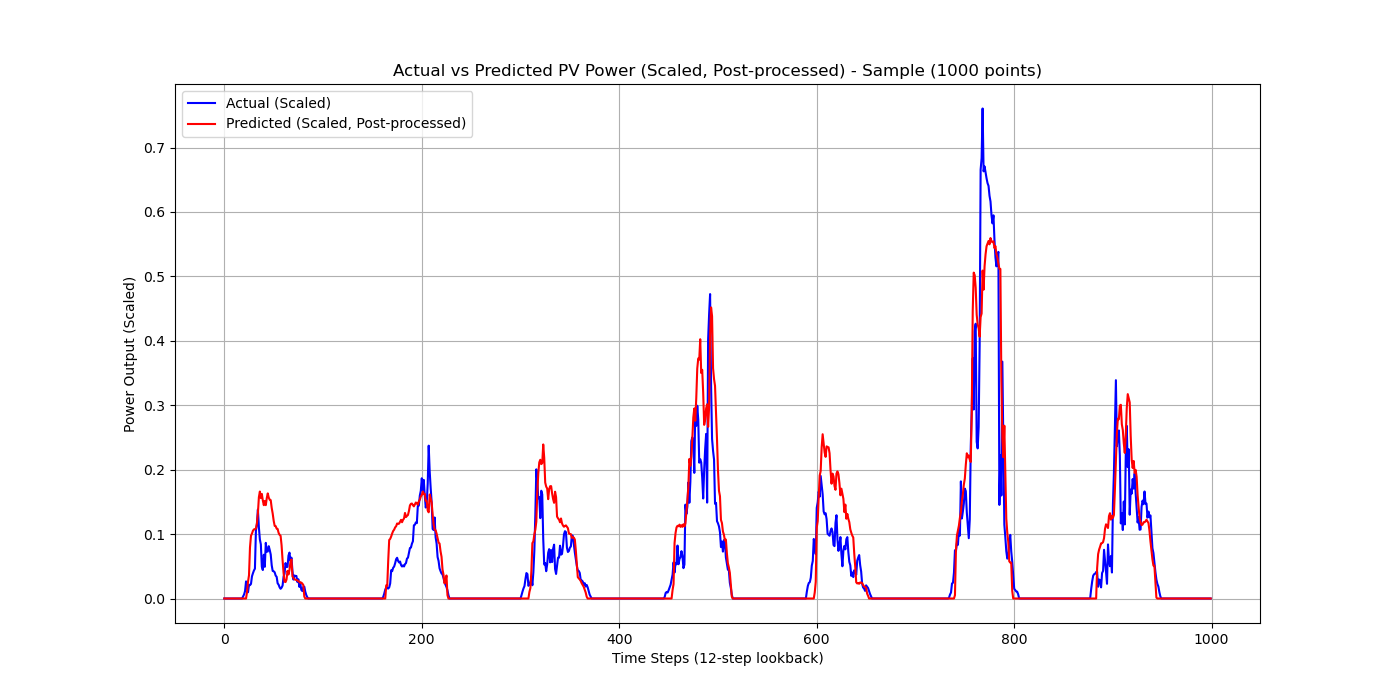 Actual vs Predicted PV Power (Scaled, Post-processed) - Sample (1000 points)
Actual (Scaled)
Predicted (Scaled, Post-processed)
Power Output (Scaled)
0.7
0.6
0.5
0.4
0.3
0.2
0.1
0.0
0 200 400 600 800 1000
Time Steps (12-step lookback)